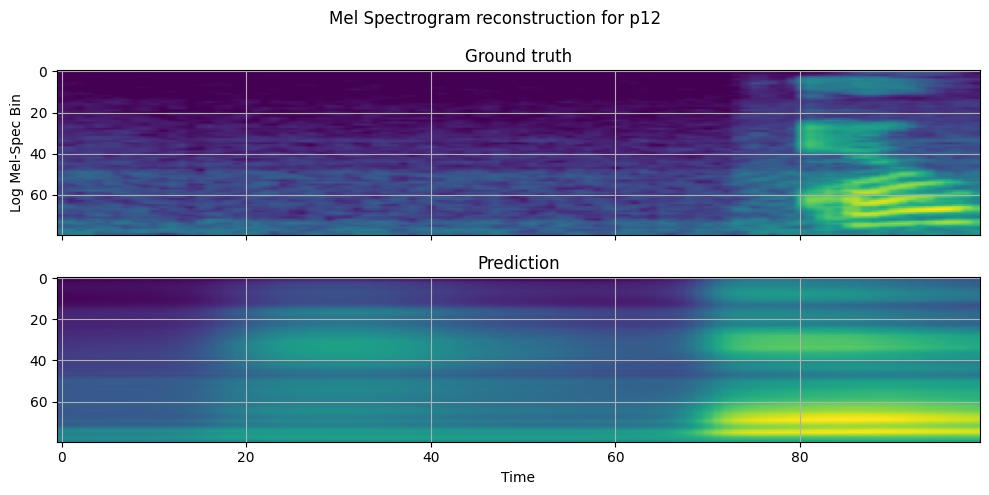 Mel Spectrogram reconstruction for p12
Ground truth
0
20
40
60
Log Mel-Spec Bin
Prediction
0
20
40
60
0 20 40 60 80
Time